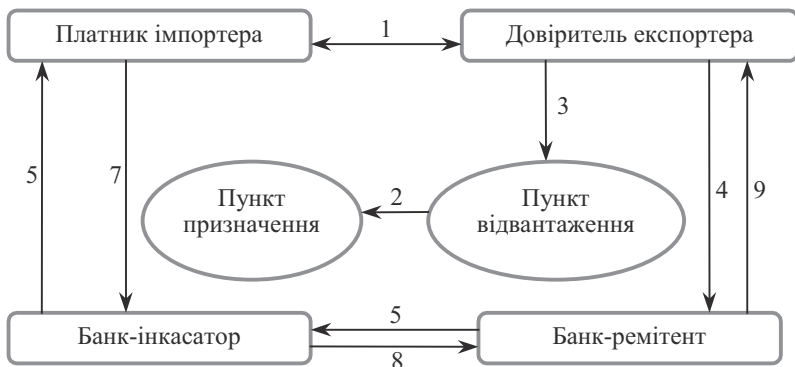 Платник імпортера
1
Довіритель експортера
3
5
7
4
9
Пункт
призначення
2
Пункт
відвантаження
5
Банк-інкасатор
Банк-ремітент
8